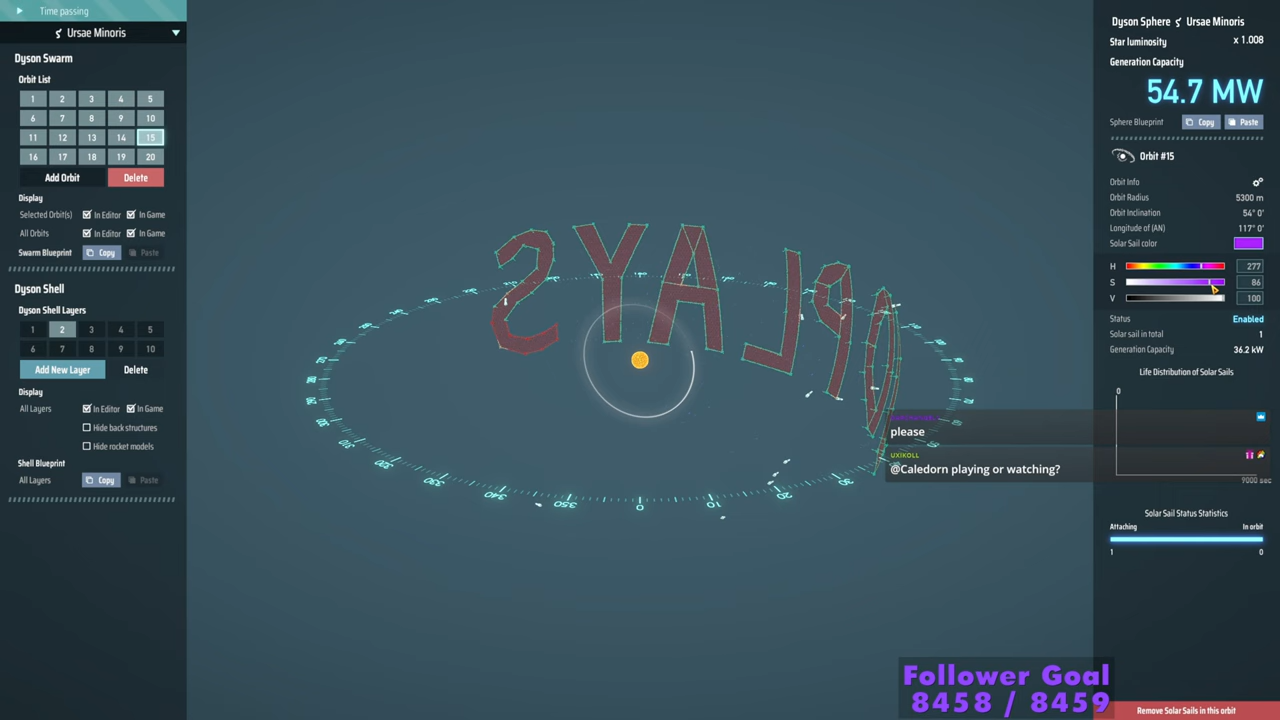 Time passing
Ursae Minoris
Dyson Swarm
Orbit List
1 2 3 4 5
6 7 8 9 10
11 12 13 14 15
16 17 18 19 20
Add Orbit Delete
Display
Selected Orbit(s) In Editor In Game
All Orbits In Editor In Game
Swarm Blueprint Copy Paste
Dyson Shell
Dyson Shell Layers
1 2 3 4 5
6 7 8 9 10
Add New Layer Delete
Display
All Layers In Editor In Game
Hide back structures
Hide rocket models
Shell Blueprint
All Layers Copy Paste
SYAJ
330 340 350 0 10 20 30
please
UXIKOLL
@Caledorn playing or watching?
Follower Goal
8458 / 8459
Dyson Sphere Ursae Minoris
Star luminosity x 1.008
Generation Capacity
54.7 MW
Sphere Blueprint Copy Paste
Orbit #15
Orbit Info
Orbit Radius 5300 m
Orbit Inclination 54° 0'
Longitude of (AN) 117° 0'
Solar Sail color
H 277
S 86
V 100
Status Enabled
Solar sail in total 1
Generation Capacity 36.2 kW
Life Distribution of Solar Sails
0
9000 sec
Solar Sail Status Statistics
Attaching In orbit
1 0
Remove Solar Sails in this orbit